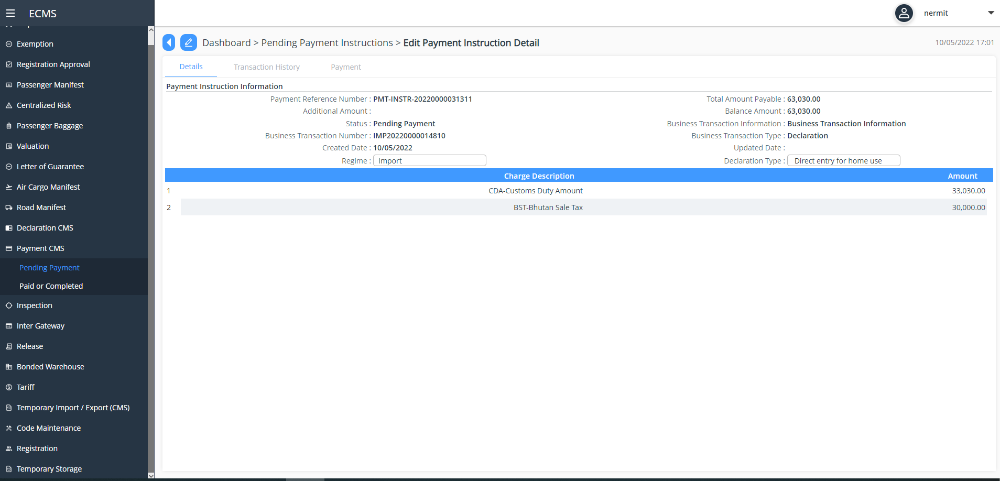 ECMS
nermit
Exemption
Registration Approval
Passenger Manifest
Centralized Risk
Passenger Baggage
Valuation
Letter of Guarantee
Air Cargo Manifest
Road Manifest
Declaration CMS
Payment CMS
Pending Payment
Paid or Completed
Inspection
Inter Gateway
Release
Bonded Warehouse
Tariff
Temporary Import / Export (CMS)
Code Maintenance
Registration
Temporary Storage
Dashboard > Pending Payment Instructions > Edit Payment Instruction Detail
10/05/2022 17:01
Details Transaction History Payment
Payment Instruction Information
Payment Reference Number : PMT-INSTR-20220000031311 Total Amount Payable : 63,030.00
Additional Amount : Balance Amount : 63,030.00
Status : Pending Payment Business Transaction Information : Business Transaction Information
Business Transaction Number : IMP20220000014810 Business Transaction Type : Declaration
Created Date : 10/05/2022 Updated Date :
Regime : Import Declaration Type : Direct entry for home use
Charge Description Amount
1 CDA-Customs Duty Amount 33,030.00
2 BST-Bhutan Sale Tax 30,000.00